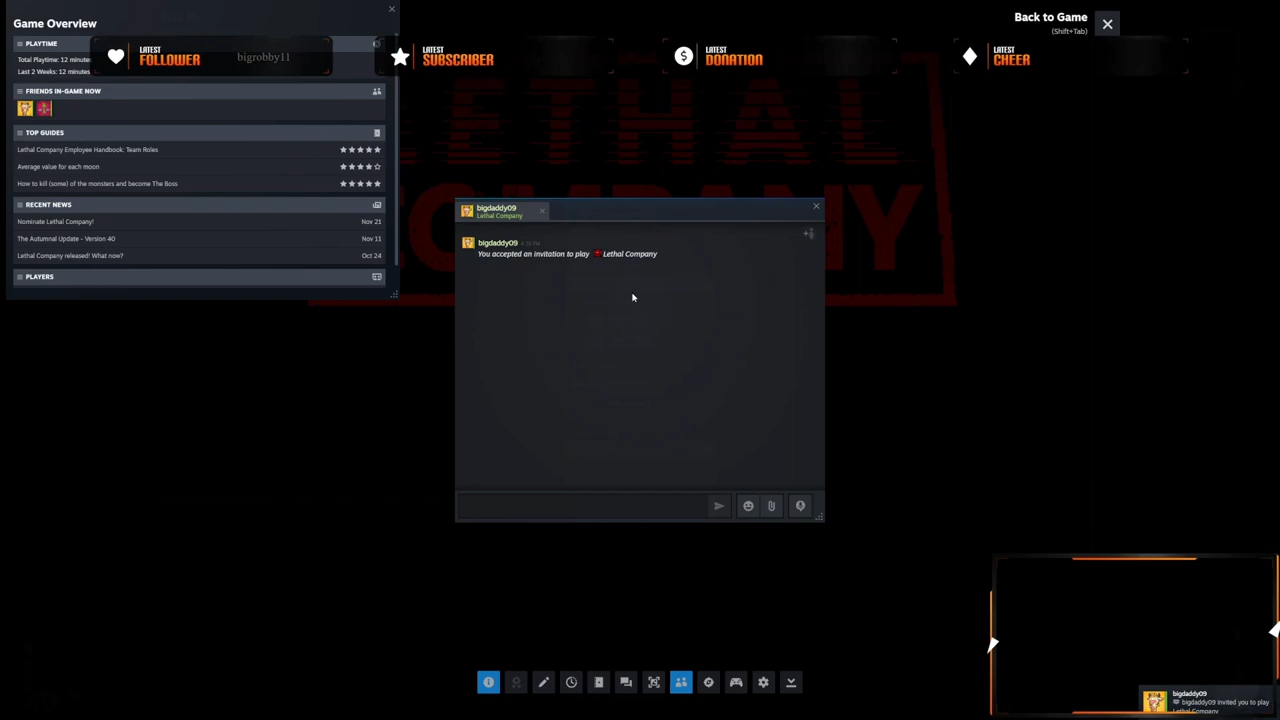 Game Overview
Back to Game
(Shift+Tab)
PLAYTIME
Total Playtime: 12 minutes
Last 2 Weeks: 12 minutes
LATEST
FOLLOWER
bigrobby11
LATEST
SUBSCRIBER
LATEST
DONATION
LATEST
CHEER
FRIENDS IN-GAME NOW
TOP GUIDES
Lethal Company Employee Handbook: Team Roles
Average value for each moon
How to kill (some) of the monsters and become The Boss
RECENT NEWS
Nominate Lethal Company! Nov 21
The Autumnal Update - Version 40 Nov 11
Lethal Company released! What now? Oct 24
PLAYERS
LETHAL
COMPANY
bigdaddy09
Lethal Company
bigdaddy09
You accepted an invitation to play Lethal Company
bigdaddy09
bigdaddy09 invited you to play
Lethal Company